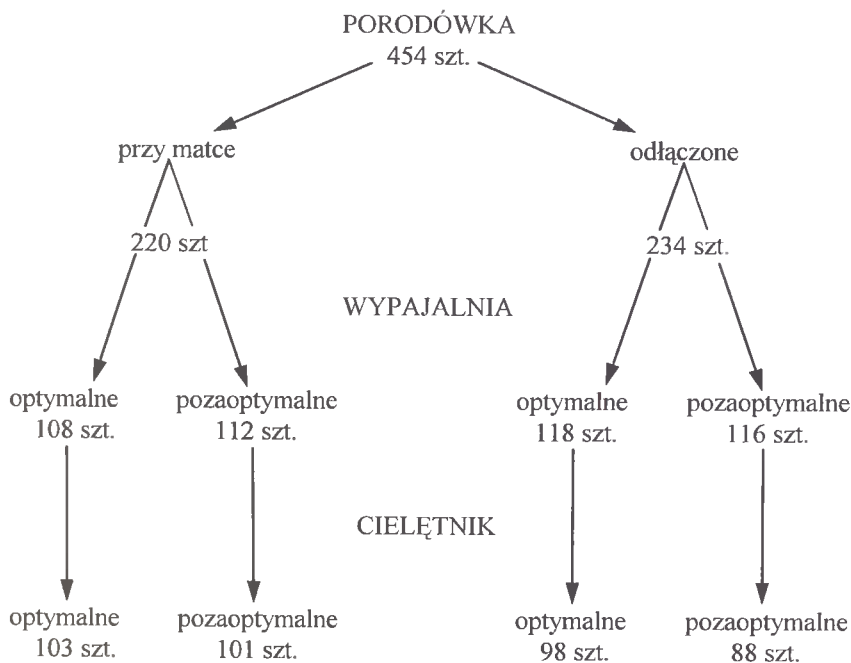 PORODÓWKA
454 szt.
przy matce
odłączone
220 szt
234 szt.
WYPAJALNIA
optymalne
108 szt.
pozaoptymalne
112 szt.
optymalne
118 szt.
pozaoptymalne
116 szt.
CIELĘTNIK
optymalne
103 szt.
pozaoptymalne
101 szt.
optymalne
98 szt.
pozaoptymalne
88 szt.